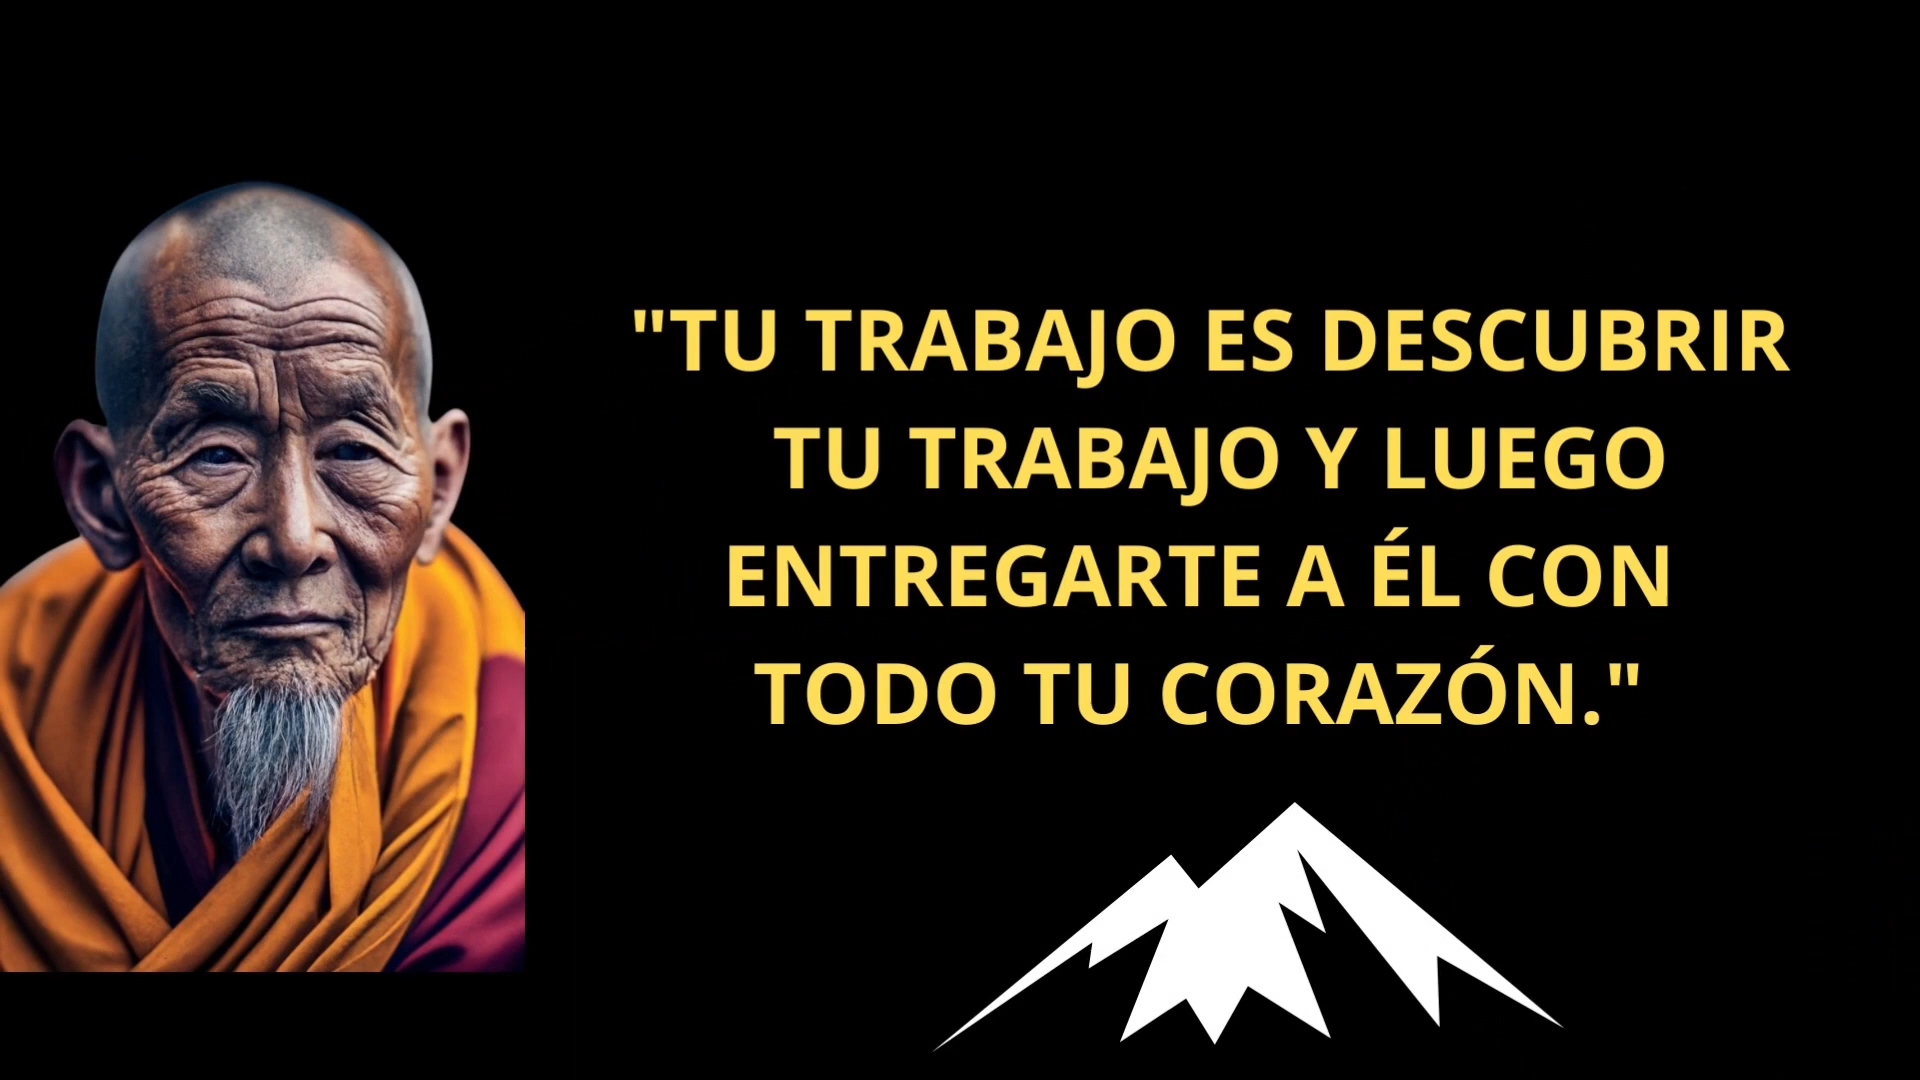 "TU TRABAJO ES DESCUBRIR
TU TRABAJO Y LUEGO
ENTREGARTE A ÉL CON
TODO TU CORAZÓN."